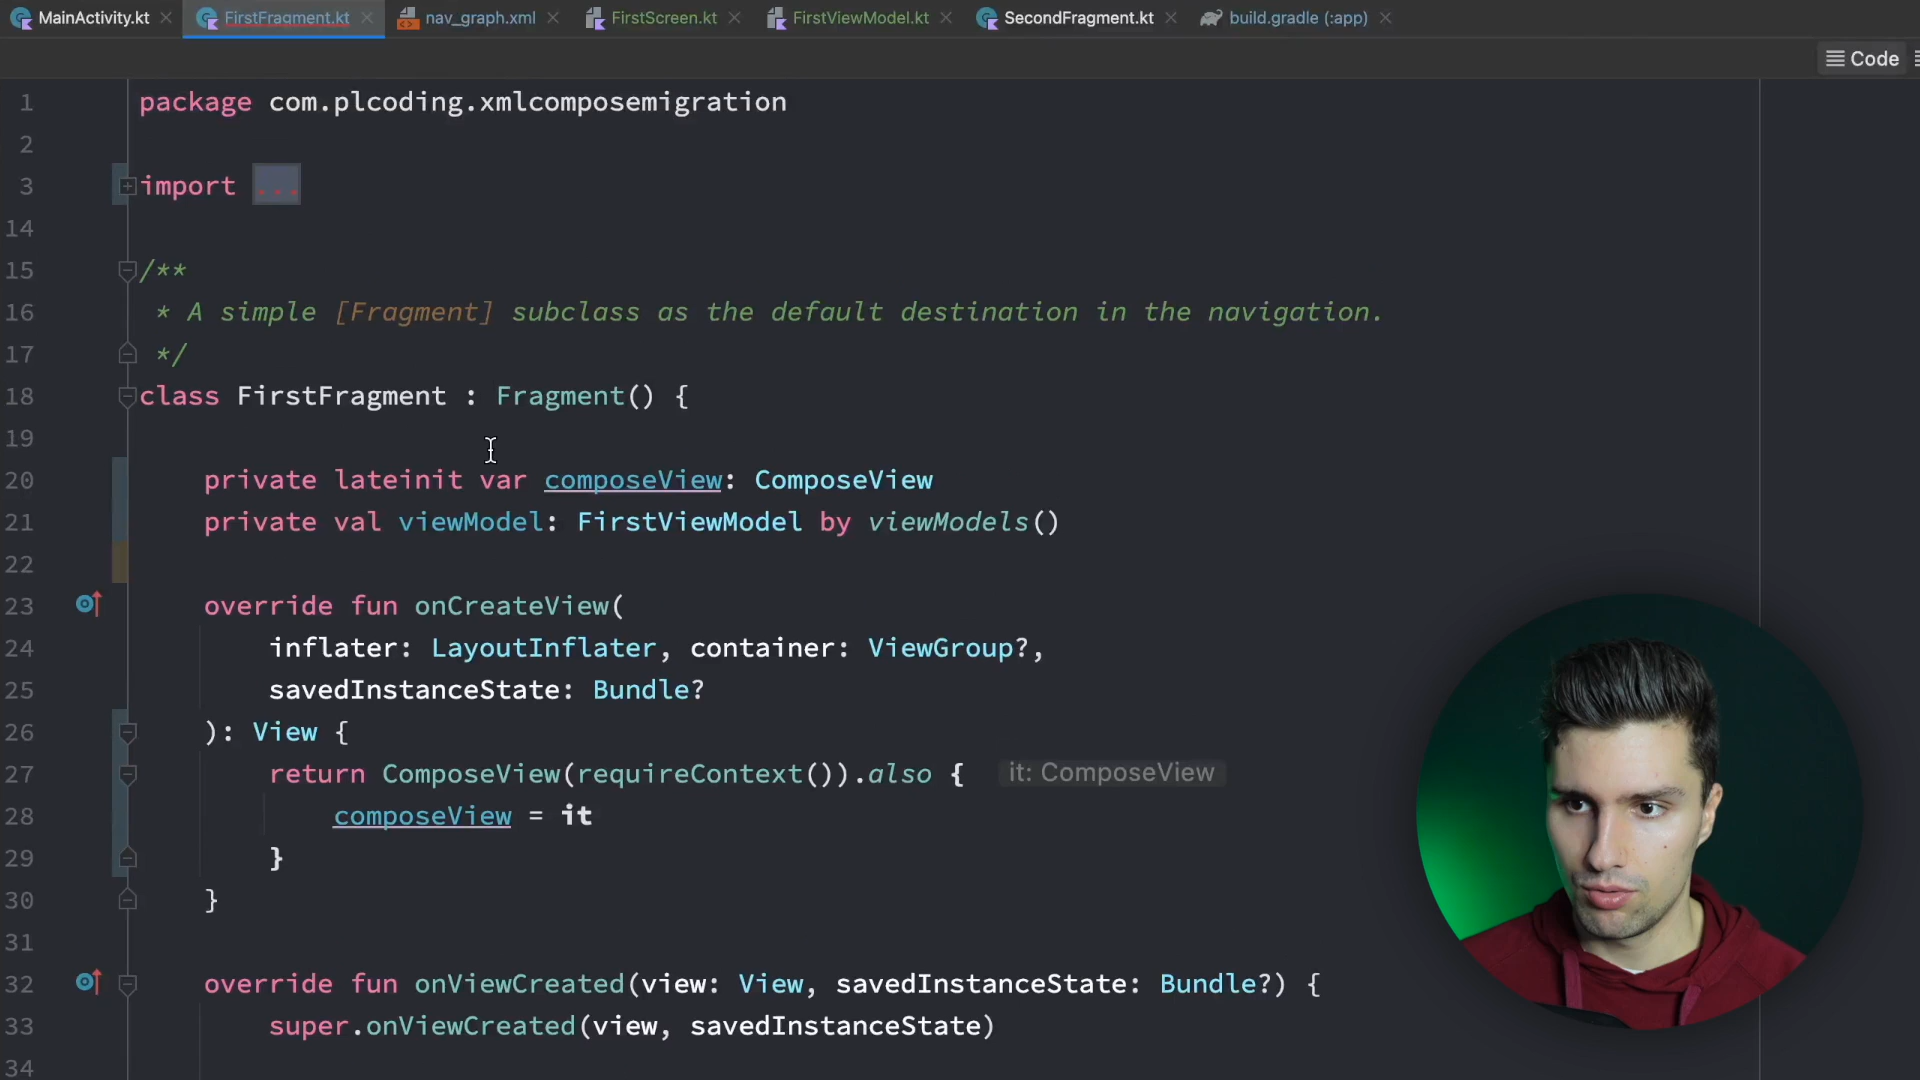 MainActivity.kt FirstFragment.kt nav_graph.xml FirstScreen.kt FirstViewModel.kt SecondFragment.kt build.gradle (:app)
Code
1 package com.plcoding.xmlcomposemigration
2
3 import ...
14
15 /**
16 * A simple [Fragment] subclass as the default destination in the navigation.
17 */
18 class FirstFragment : Fragment() {
19
20 private lateinit var composeView: ComposeView
21 private val viewModel: FirstViewModel by viewModels()
22
23 override fun onCreateView(
24 inflater: LayoutInflater, container: ViewGroup?,
25 savedInstanceState: Bundle?
26 ): View {
27 return ComposeView(requireContext()).also { it: ComposeView
28 composeView = it
29 }
30 }
31
32 override fun onViewCreated(view: View, savedInstanceState: Bundle?) {
33 super.onViewCreated(view, savedInstanceState)
34